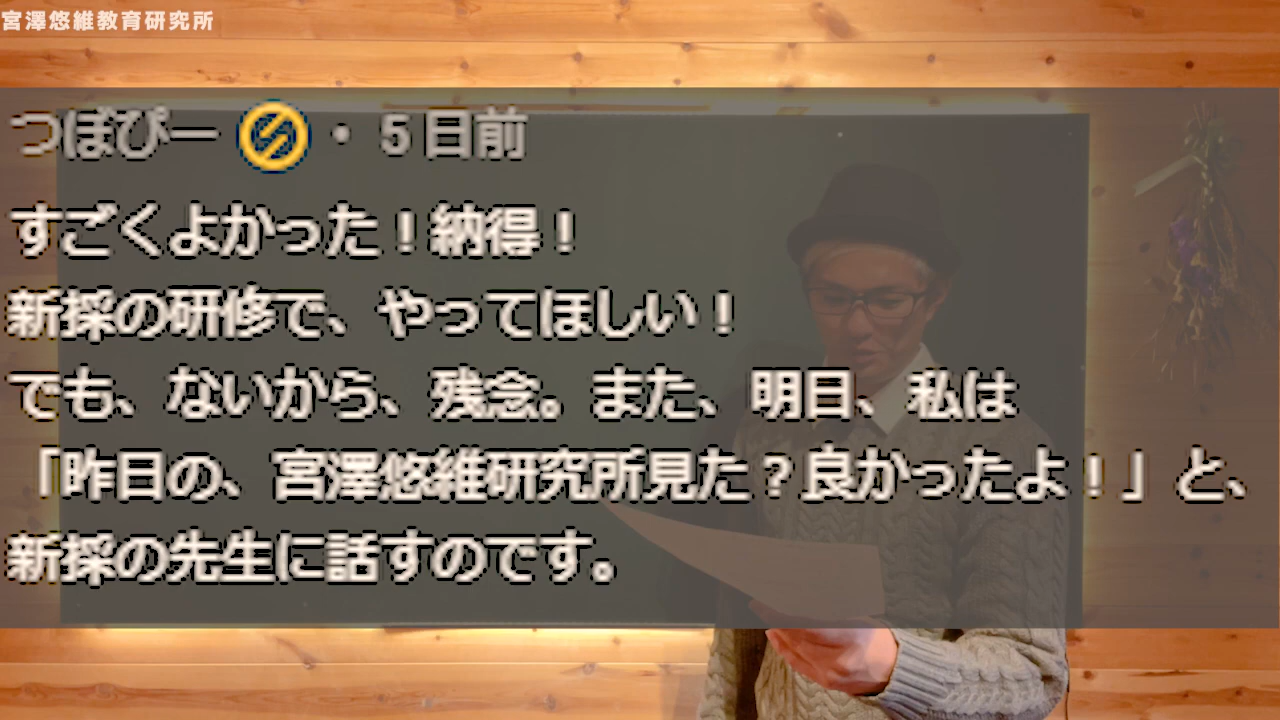 宮澤悠維教育研究所
つぼぴー ・ 5日前
すごくよかった！納得！
新採の研修で、やってほしい！
でも、ないから、残念。また、明日、私は
「昨日の、宮澤悠維研究所見た？良かったよ！」と、
新採の先生に話すのです。